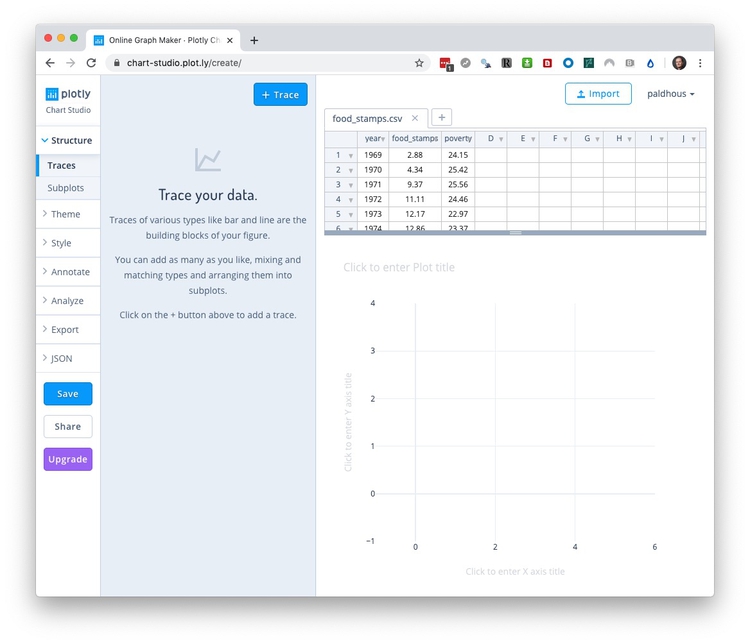 Online Graph Maker · Plotly Ch
chart-studio.plot.ly/create/
1
plotly
Chart Studio
Structure
Traces
Subplots
Theme
Style
Annotate
Analyze
Export
JSON
Save
Share
Upgrade
+ Trace
Trace your data.
Traces of various types like bar and line are the
building blocks of your figure.
You can add as many as you like, mixing and
matching types and arranging them into
subplots.
Click on the + button above to add a trace.
Import
paldhous
food_stamps.csv
year food_stamps poverty D E F G H I J
1 1969 2.88 24.15
2 1970 4.34 25.42
3 1971 9.37 25.56
4 1972 11.11 24.46
5 1973 12.17 22.97
6 1974 12.86 23.37
Click to enter Plot title
4
3
2
1
0
−1
Click to enter Y axis title
0 2 4 6
Click to enter X axis title